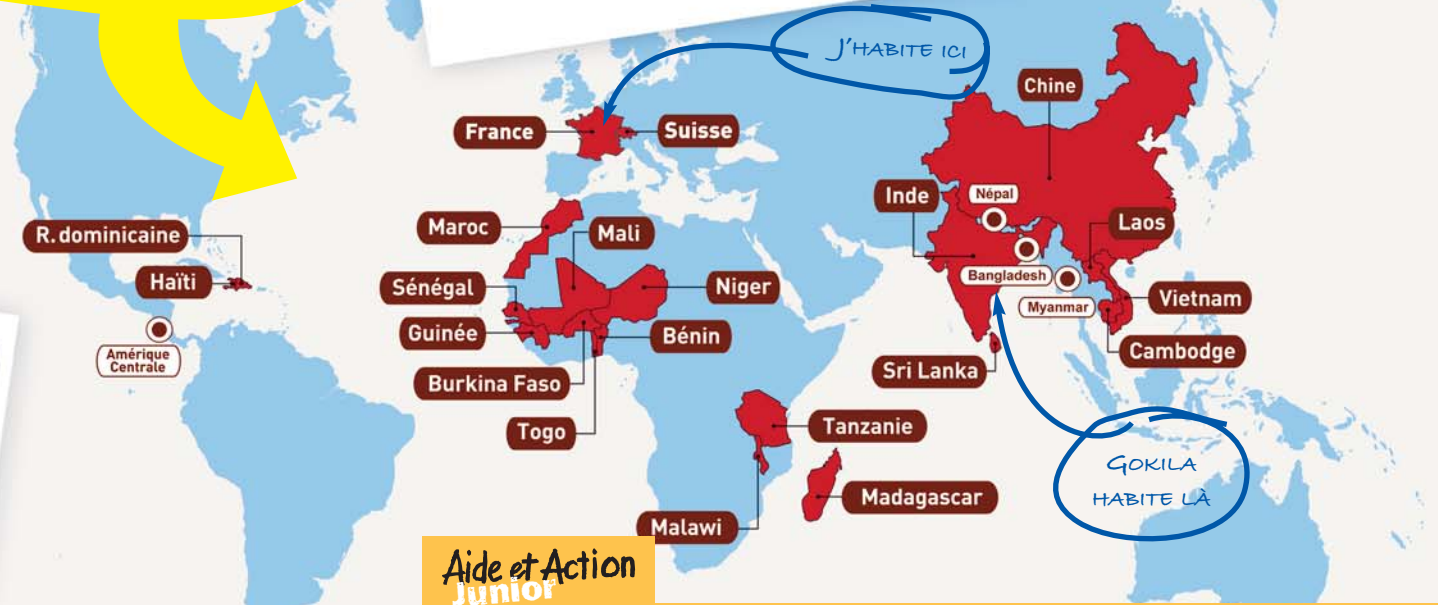 J'HABITE ICI
Chine
France
Suisse
Inde
Népal
R.dominicaine
Maroc
Mali
Laos
Haïti
Sénégal
Niger
Bangladesh
Vietnam
Myanmar
Guinée
Bénin
Amérique
Centrale
Cambodge
Sri Lanka
Burkina Faso
Togo
Tanzanie
GOKILA
HABITE LÀ
Madagascar
Malawi
Aide et Action
Junior